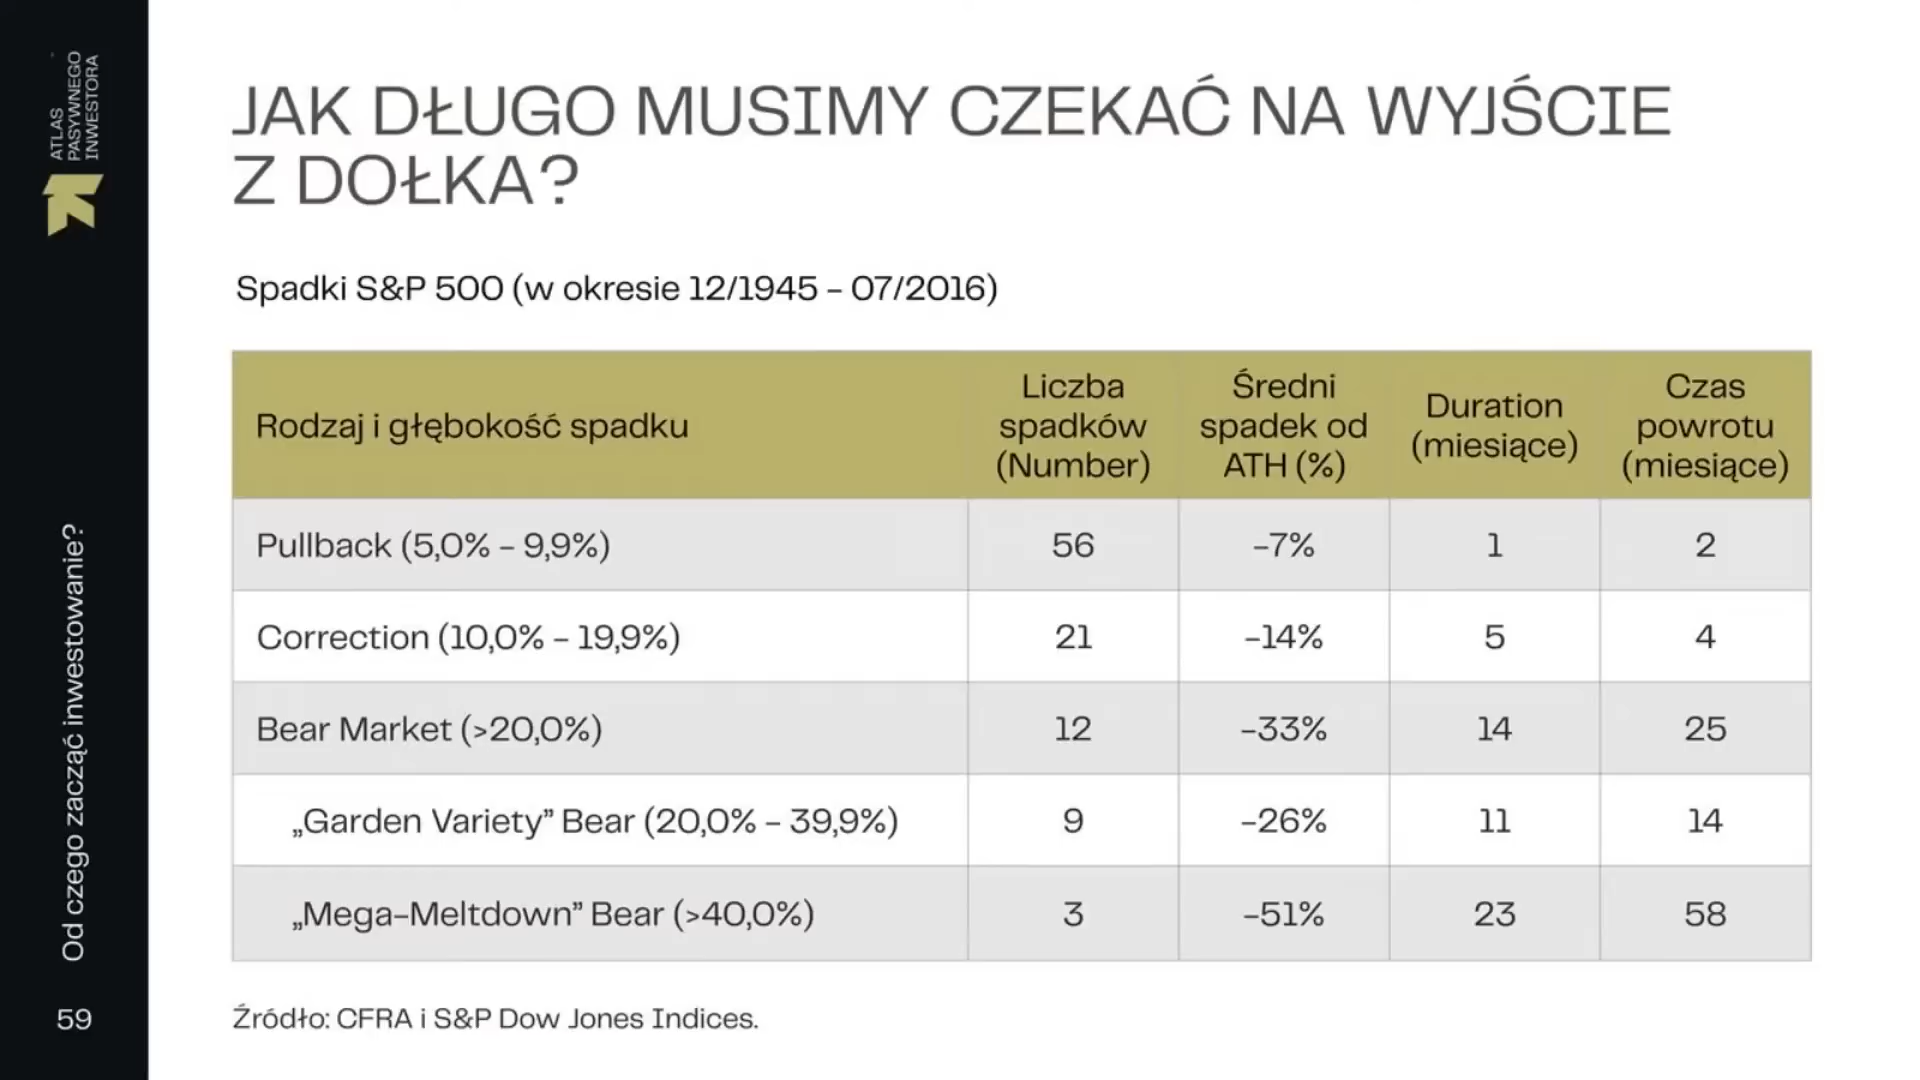 ATLAS
PASYWNEGO
INWESTORA
Od czego zacząć inwestowanie?
59
JAK DŁUGO MUSIMY CZEKAĆ NA WYJŚCIE
Z DOŁKA?
Spadki S&P 500 (w okresie 12/1945 – 07/2016)
Rodzaj i głębokość spadku
Liczba
spadków
(Number)
Średni
spadek od
ATH (%)
Duration
(miesiące)
Czas
powrotu
(miesiące)
Pullback (5,0% – 9,9%) 56 -7% 1 2
Correction (10,0% – 19,9%) 21 -14% 5 4
Bear Market (>20,0%) 12 -33% 14 25
„Garden Variety” Bear (20,0% – 39,9%) 9 -26% 11 14
„Mega-Meltdown” Bear (>40,0%) 3 -51% 23 58
Źródło: CFRA i S&P Dow Jones Indices.